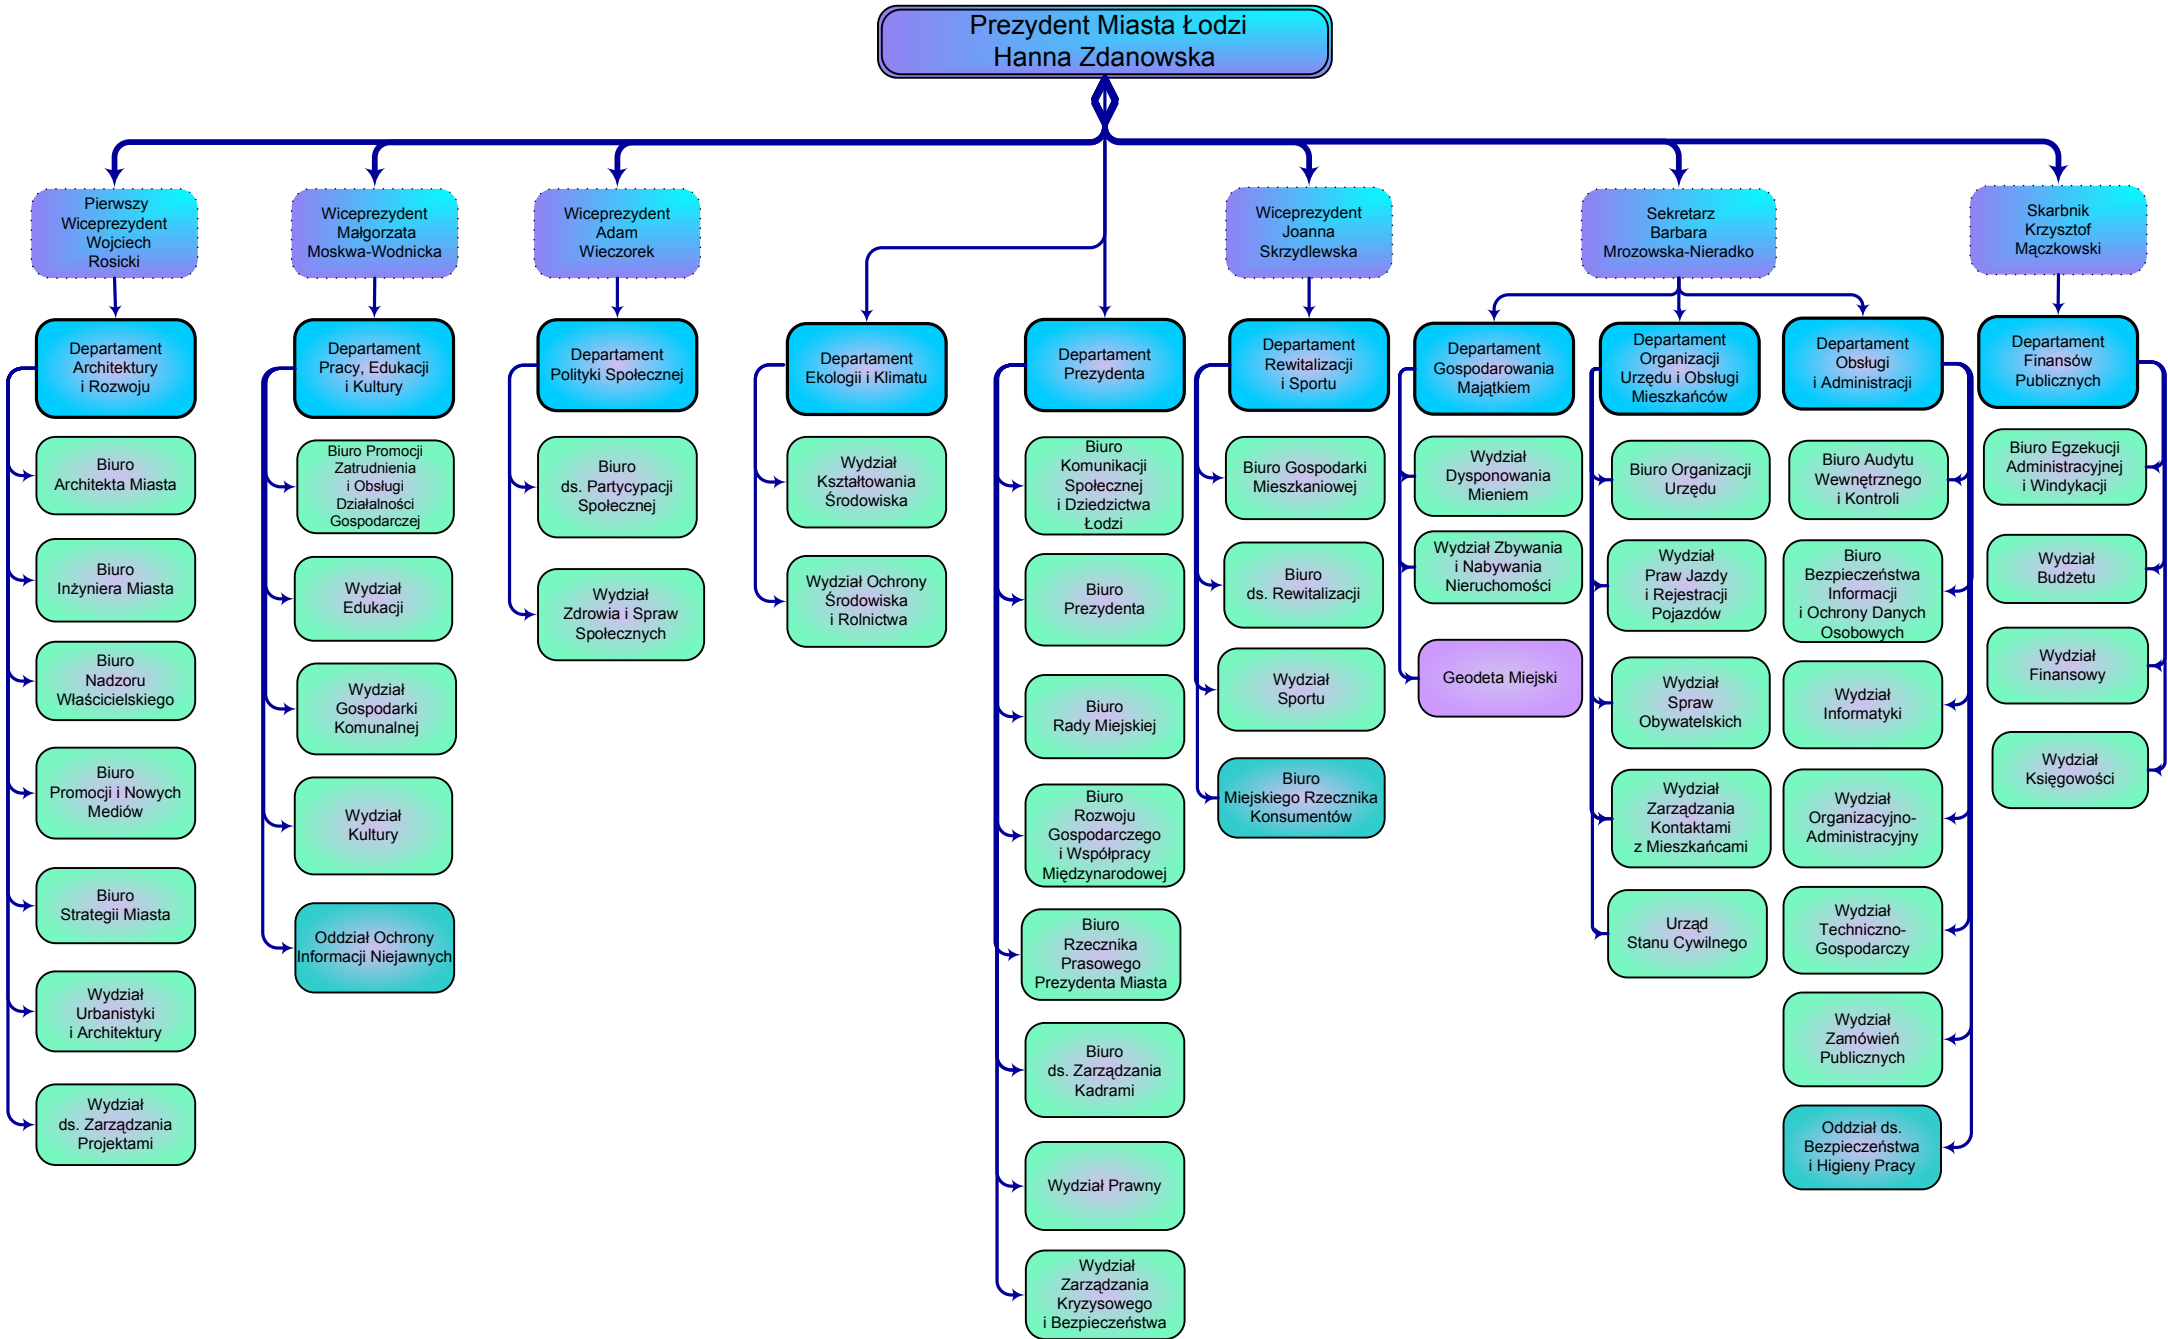 Prezydent Miasta Łodzi
Hanna Zdanowska
Pierwszy
Wiceprezydent
Wojciech
Rosicki
Wiceprezydent
Małgorzata
Moskwa-Wodnicka
Wiceprezydent
Adam
Wieczorek
Wiceprezydent
Joanna
Skrzydlewska
Sekretarz
Barbara
Mrozowska-Nieradko
Skarbnik
Krzysztof
Mączkowski
Departament
Architektury
i Rozwoju
Departament
Pracy, Edukacji
i Kultury
Departament
Polityki Społecznej
Departament
Ekologii i Klimatu
Departament
Prezydenta
Departament
Rewitalizacji
i Sportu
Departament
Gospodarowania
Majątkiem
Departament
Organizacji
Urzędu i Obsługi
Mieszkańców
Departament
Obsługi
i Administracji
Departament
Finansów
Publicznych
Biuro
Architekta Miasta
Biuro
Inżyniera Miasta
Biuro
Nadzoru
Właścicielskiego
Biuro
Promocji i Nowych
Mediów
Biuro
Strategii Miasta
Wydział
Urbanistyki
i Architektury
Wydział
ds. Zarządzania
Projektami
Biuro Promocji
Zatrudnienia
i Obsługi
Działalności
Gospodarczej
Wydział
Edukacji
Wydział
Gospodarki
Komunalnej
Wydział
Kultury
Oddział Ochrony
Informacji Niejawnych
Biuro
ds. Partycypacji
Społecznej
Wydział
Zdrowia i Spraw
Społecznych
Wydział
Kształtowania
Środowiska
Wydział Ochrony
Środowiska
i Rolnictwa
Biuro
Komunikacji
Społecznej
i Dziedzictwa
Łodzi
Biuro
Prezydenta
Biuro
Rady Miejskiej
Biuro
Rozwoju
Gospodarczego
i Współpracy
Międzynarodowej
Biuro
Rzecznika
Prasowego
Prezydenta Miasta
Biuro
ds. Zarządzania
Kadrami
Wydział Prawny
Wydział
Zarządzania
Kryzysowego
i Bezpieczeństwa
Biuro Gospodarki
Mieszkaniowej
Biuro
ds. Rewitalizacji
Wydział
Sportu
Biuro
Miejskiego Rzecznika
Konsumentów
Wydział
Dysponowania
Mieniem
Wydział Zbywania
i Nabywania
Nieruchomości
Geodeta Miejski
Biuro Organizacji
Urzędu
Wydział
Praw Jazdy
i Rejestracji
Pojazdów
Wydział
Spraw
Obywatelskich
Wydział
Zarządzania
Kontaktami
z Mieszkańcami
Urząd
Stanu Cywilnego
Biuro Audytu
Wewnętrznego
i Kontroli
Biuro
Bezpieczeństwa
Informacji
i Ochrony Danych
Osobowych
Wydział
Informatyki
Wydział
Organizacyjno-
Administracyjny
Wydział
Techniczno-
Gospodarczy
Wydział
Zamówień
Publicznych
Oddział ds.
Bezpieczeństwa
i Higieny Pracy
Biuro Egzekucji
Administracyjnej
i Windykacji
Wydział
Budżetu
Wydział
Finansowy
Wydział
Księgowości